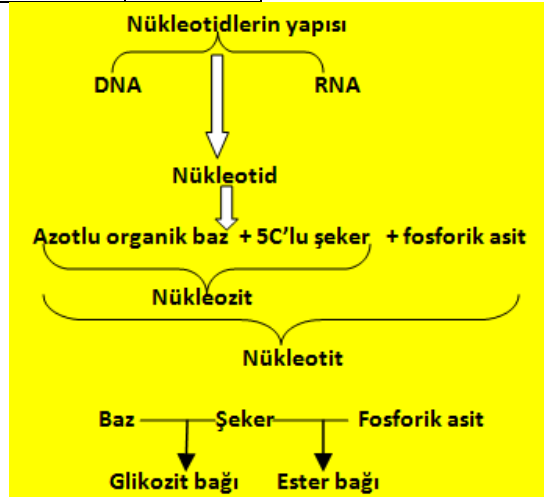 Nükleotidlerin yapısı
DNA RNA
Nükleotid
Azotlu organik baz + 5C'lu şeker + fosforik asit
Nükleozit
Nükleotit
Baz Şeker Fosforik asit
Glikozit bağı Ester bağı